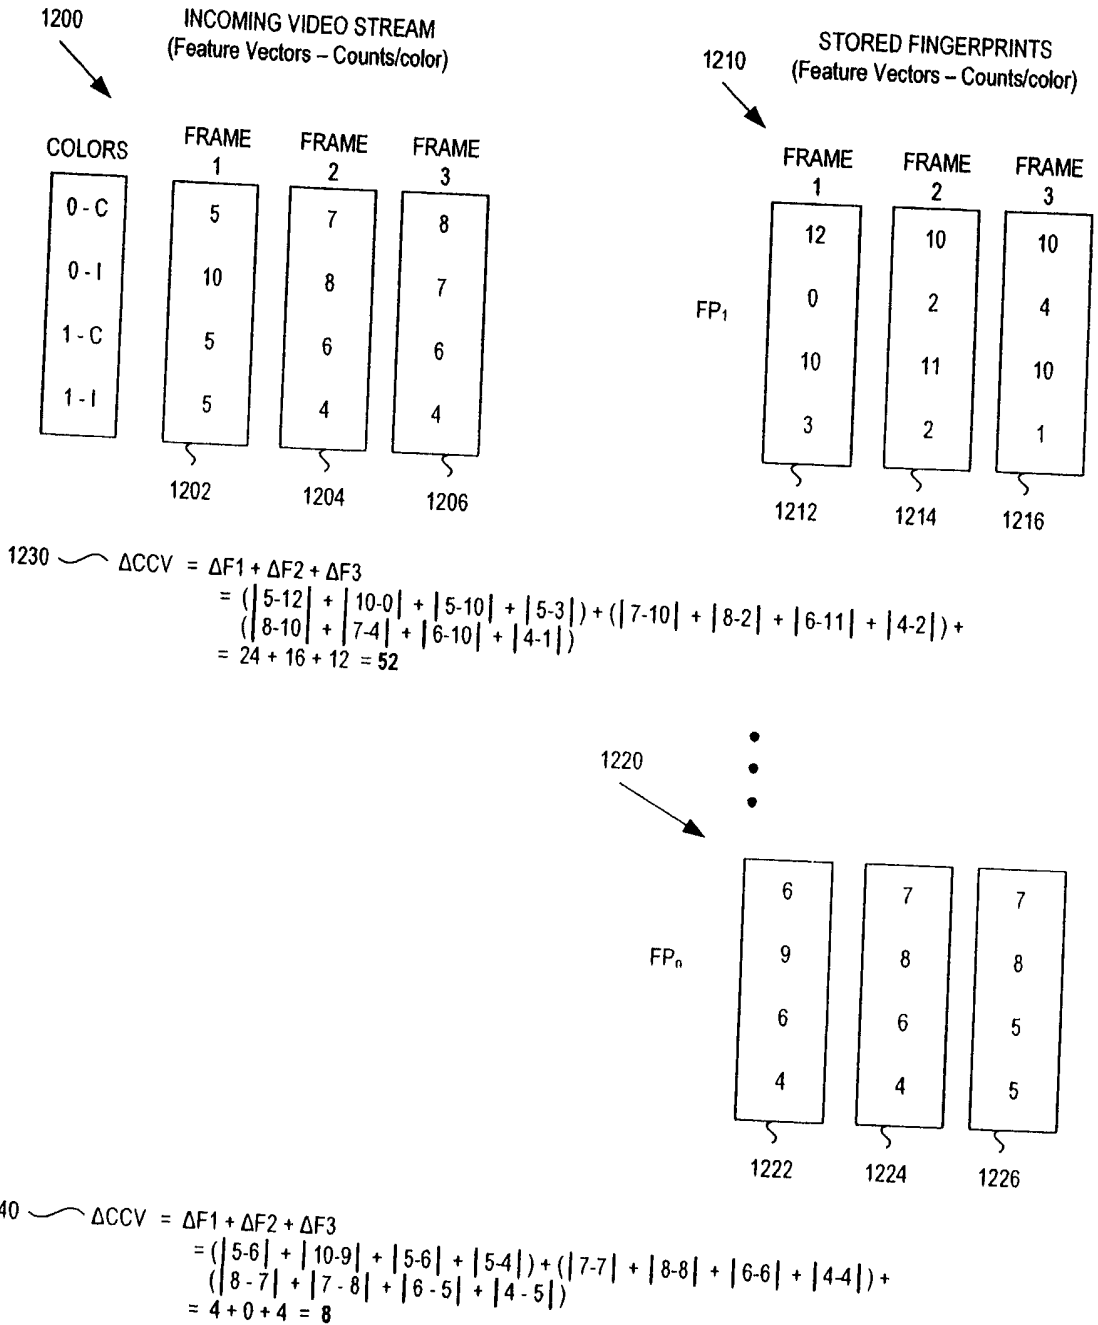 1200
INCOMING VIDEO STREAM
(Feature Vectors – Counts/color)
1210
STORED FINGERPRINTS
(Feature Vectors – Counts/color)
COLORS
FRAME 1
FRAME 2
FRAME 3
0 - C 5 7 8
0 - I 10 8 7
1 - C 5 6 6
1 - I 5 4 4
1202 1204 1206
FRAME 1
FRAME 2
FRAME 3
FP₁
12 10 10
0 2 4
10 11 10
3 2 1
1212 1214 1216
1230 ΔCCV = ΔF1 + ΔF2 + ΔF3
= (|5-12| + |10-0| + |5-10| + |5-3|) + (|7-10| + |8-2| + |6-11| + |4-2|) +
(|8-10| + |7-4| + |6-10| + |4-1|)
= 24 + 16 + 12 = 52
1220
FPₙ
6 7 7
9 8 8
6 6 5
4 4 5
1222 1224 1226
40 ΔCCV = ΔF1 + ΔF2 + ΔF3
= (|5-6| + |10-9| + |5-6| + |5-4|) + (|7-7| + |8-8| + |6-6| + |4-4|) +
(|8 - 7| + |7 - 8| + |6 - 5| + |4 - 5|)
= 4 + 0 + 4 = 8